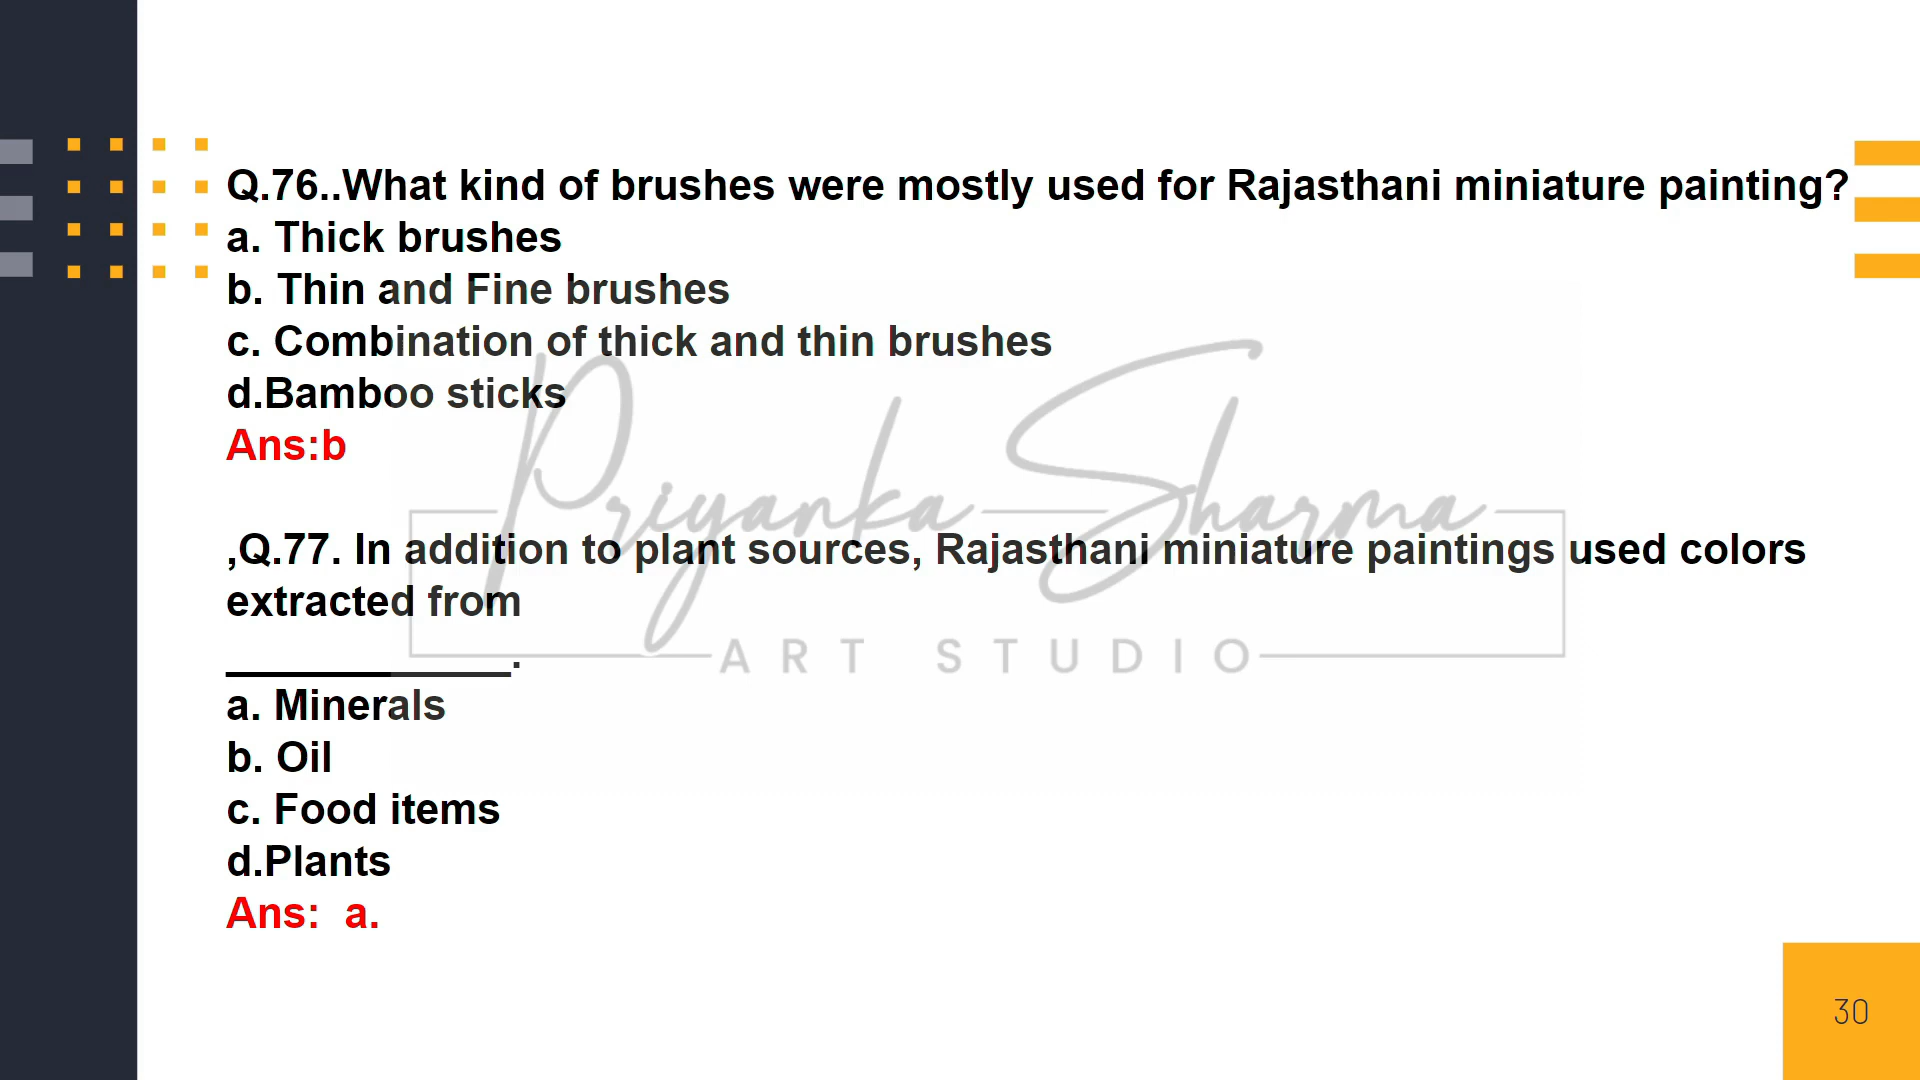 Q.76..What kind of brushes were mostly used for Rajasthani miniature painting?
a. Thick brushes
b. Thin and Fine brushes
c. Combination of thick and thin brushes
d.Bamboo sticks
Ans:b
,Q.77. In addition to plant sources, Rajasthani miniature paintings used colors
extracted from
____________.
a. Minerals
b. Oil
c. Food items
d.Plants
Ans:  a.
Priyanka Sharma
ART STUDIO
30